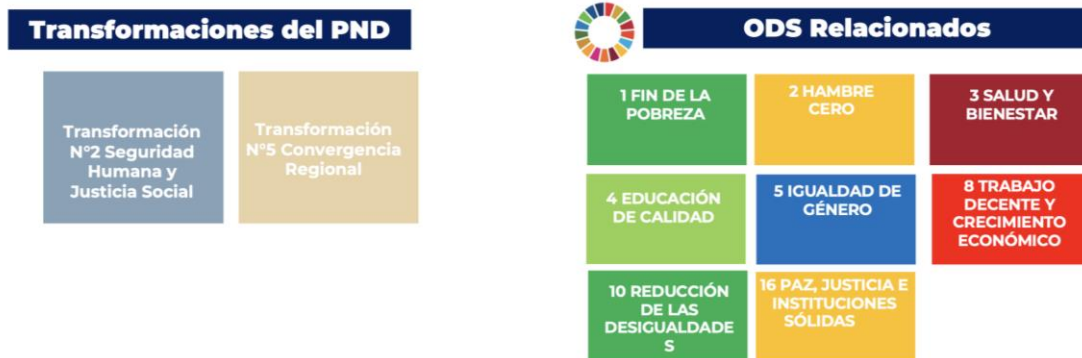 Transformaciones del PND
Transformación
N°2 Seguridad
Humana y
Justicia Social
Transformación
N°5 Convergencia
Regional
ODS Relacionados
1 FIN DE LA
POBREZA
2 HAMBRE
CERO
3 SALUD Y
BIENESTAR
4 EDUCACIÓN
DE CALIDAD
5 IGUALDAD DE
GÉNERO
8 TRABAJO
DECENTE Y
CRECIMIENTO
ECONÓMICO
10 REDUCCIÓN
DE LAS
DESIGUALDADE
S
16 PAZ, JUSTICIA E
INSTITUCIONES
SÓLIDAS